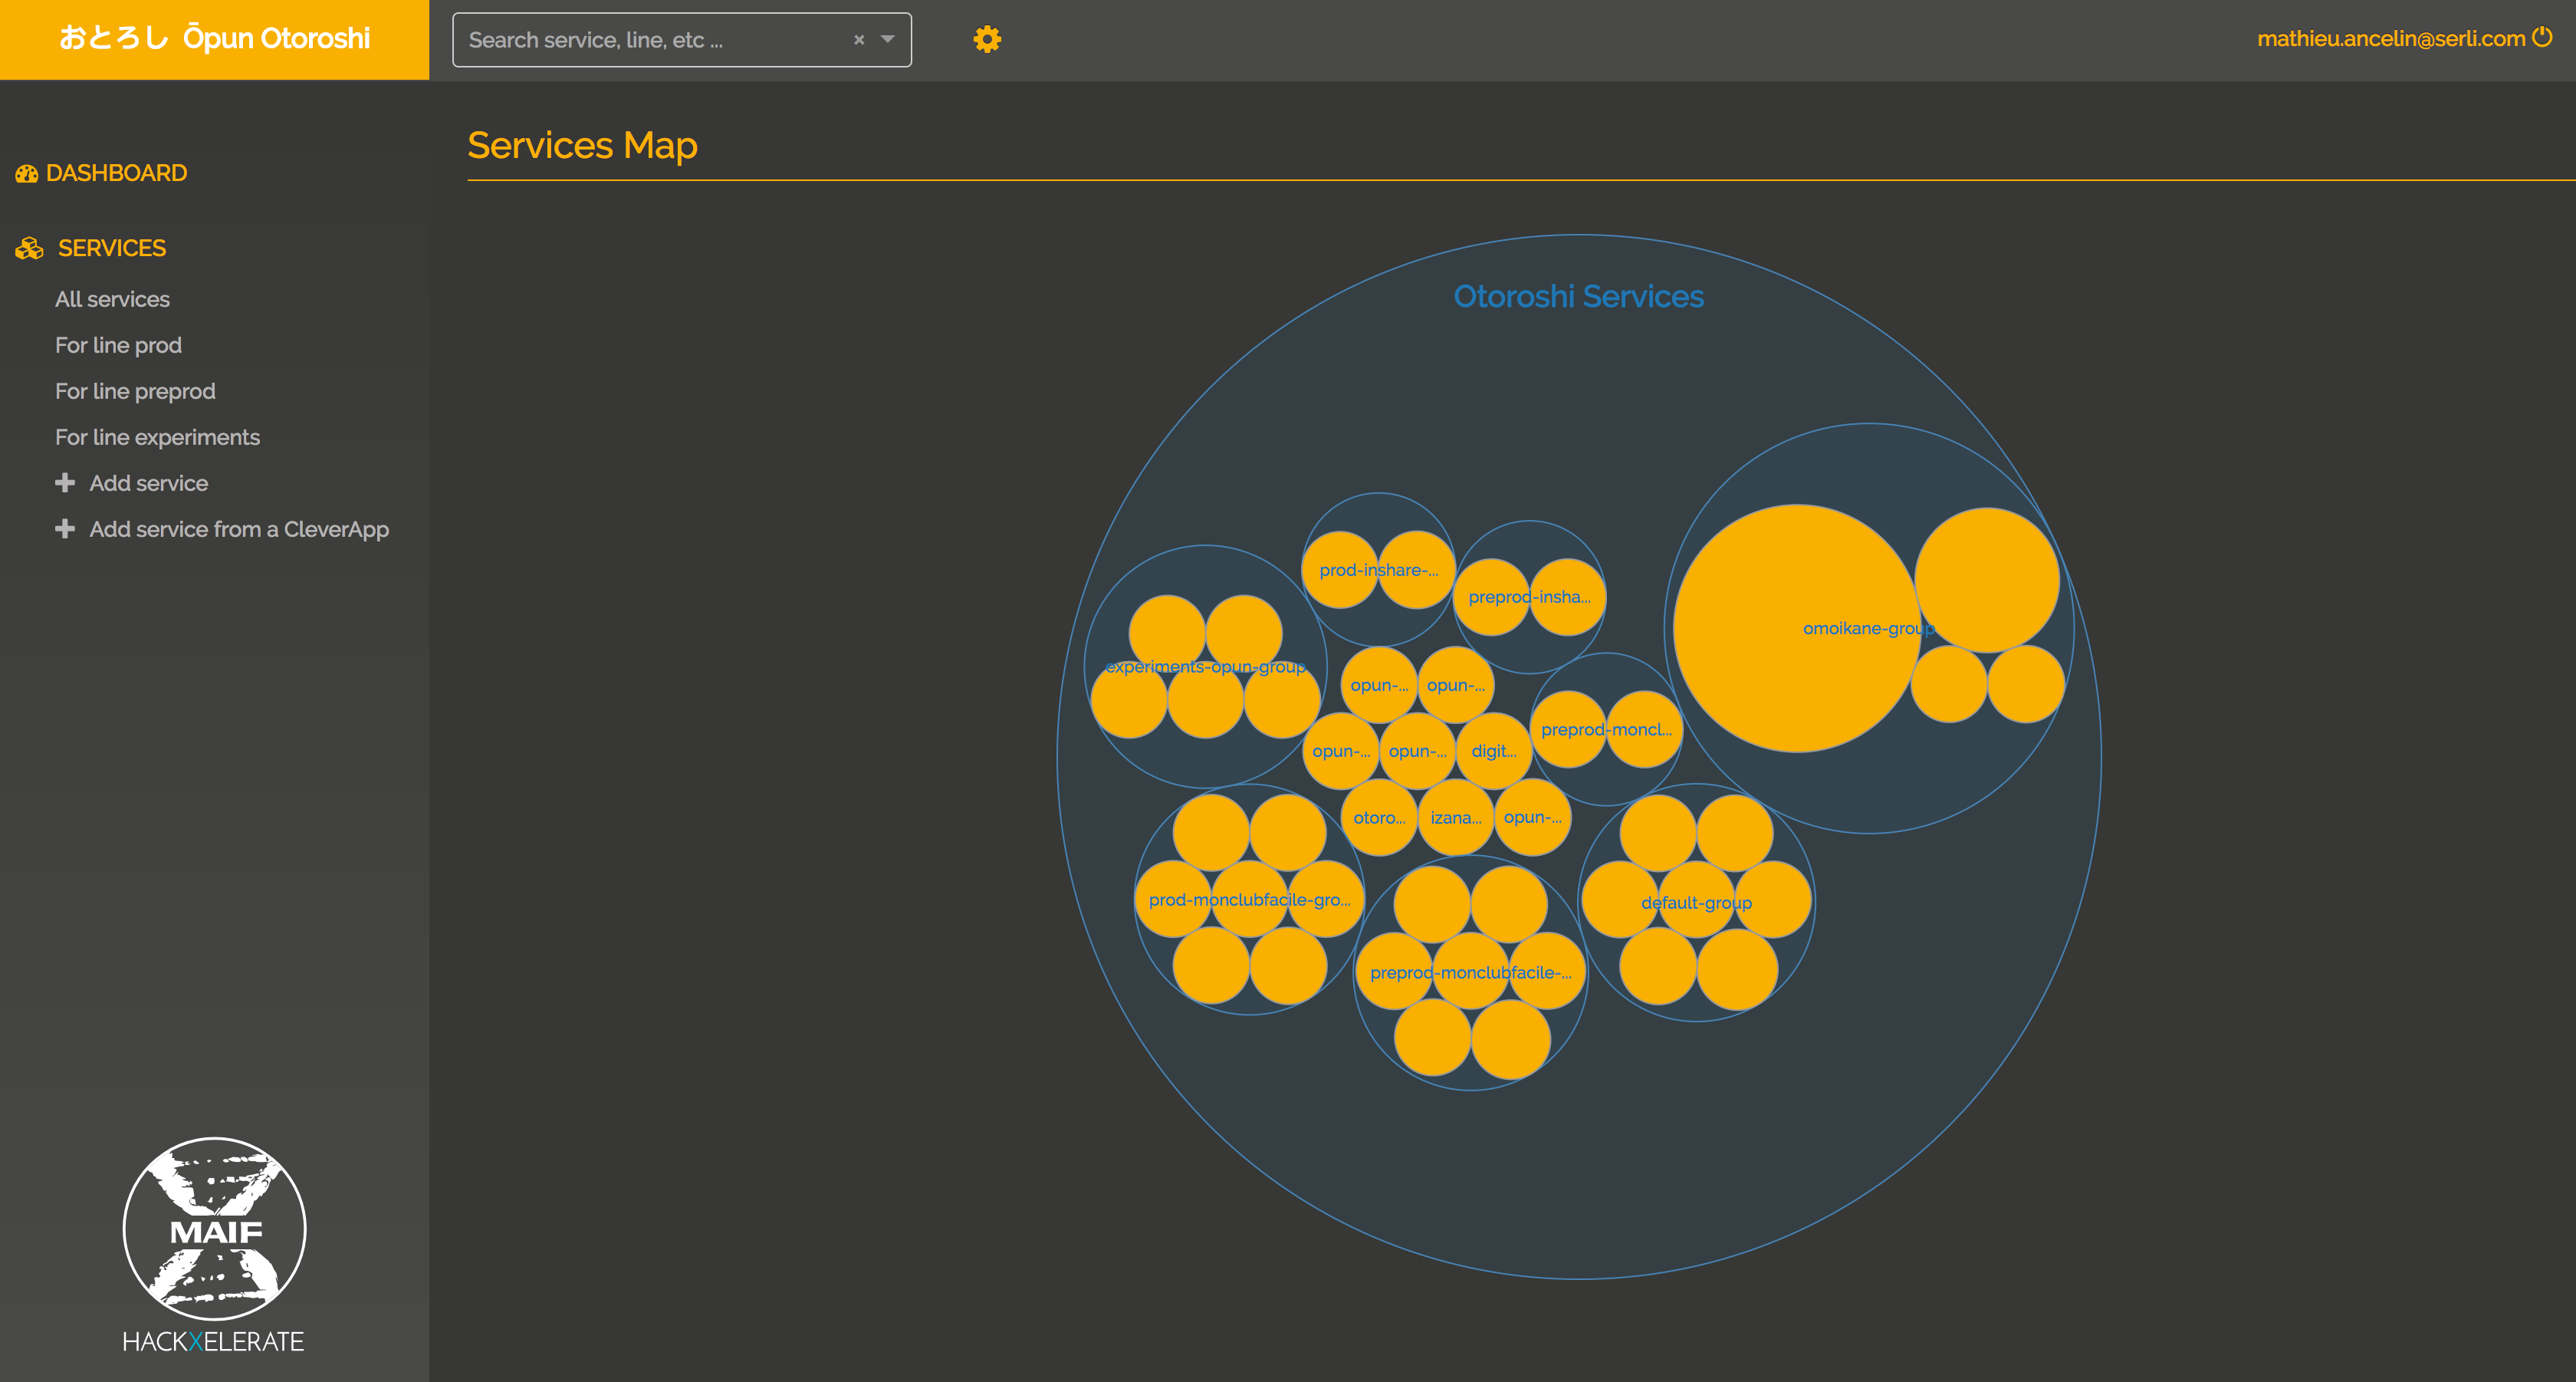 おとろし Ōpun Otoroshi
Search service, line, etc ...
mathieu.ancelin@serli.com
DASHBOARD
SERVICES
All services
For line prod
For line preprod
For line experiments
Add service
Add service from a CleverApp
MAIF
HACKXELERATE
Services Map
Otoroshi Services
prod-inshare-...
preprod-insha...
omoikane-group
experiments-opun-group
opun-... opun-...
preprod-moncl...
opun-... opun-... digit...
otoro... izana... opun-...
prod-monclubfacile-gro...
default-group
preprod-monclubfacile-...